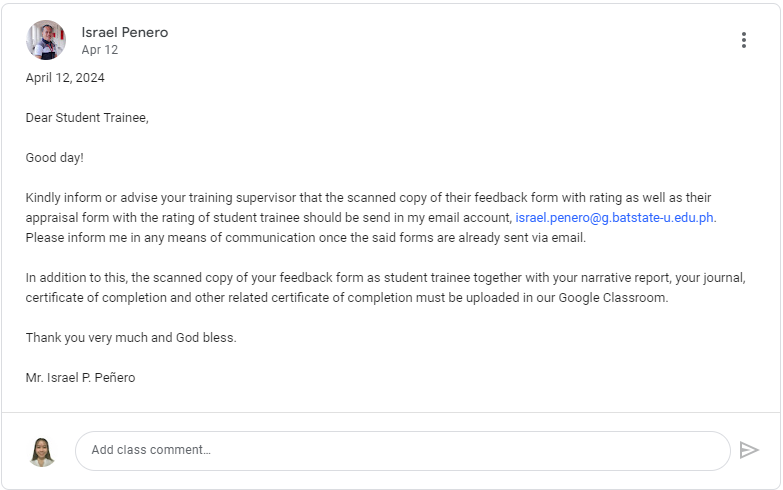 Israel Penero
Apr 12
April 12, 2024
Dear Student Trainee,
Good day!
Kindly inform or advise your training supervisor that the scanned copy of their feedback form with rating as well as their
appraisal form with the rating of student trainee should be send in my email account, israel.penero@g.batstate-u.edu.ph.
Please inform me in any means of communication once the said forms are already sent via email.
In addition to this, the scanned copy of your feedback form as student trainee together with your narrative report, your journal,
certificate of completion and other related certificate of completion must be uploaded in our Google Classroom.
Thank you very much and God bless.
Mr. Israel P. Peñero
Add class comment...